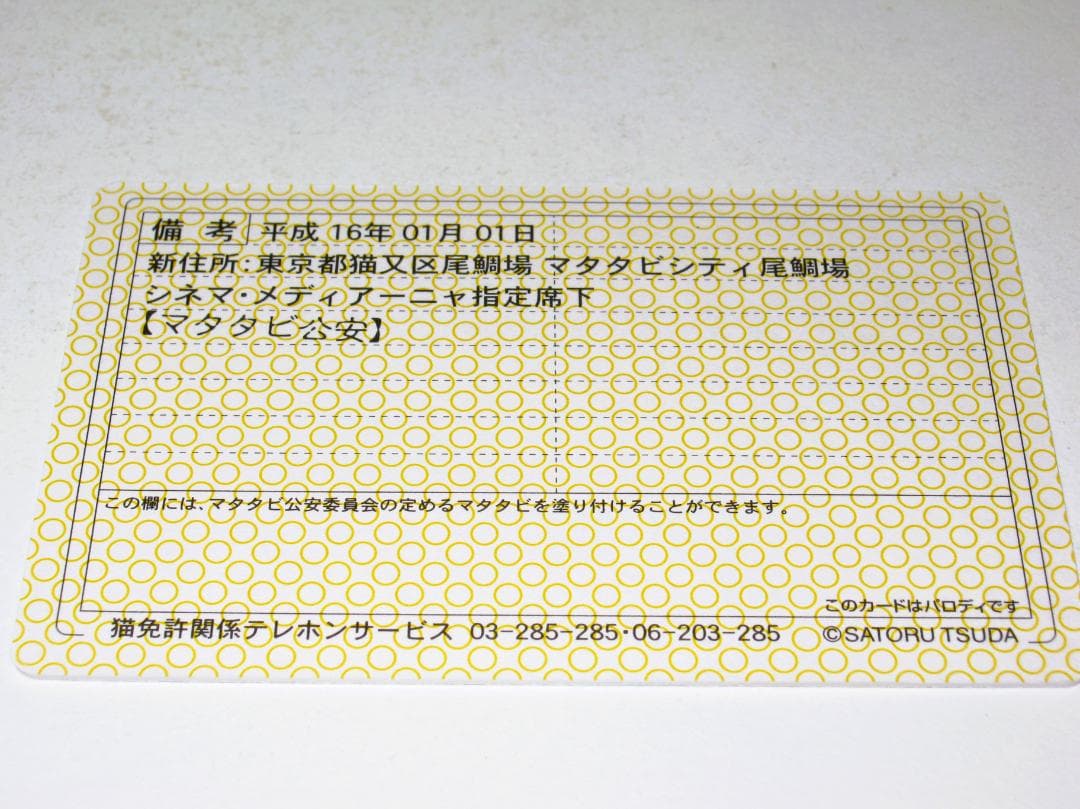 備 考 平成 16年 01月 01日
新住所:東京都猫又区尾鯛場 マタタビシティ尾鯛場
シネマ・メディアーニャ指定席下
【マタタビ公安】
この欄には、マタタビ公安委員会の定めるマタタビを塗り付けることができます。
このカードはパロディです
猫免許関係テレホンサービス 03-285-285・06-203-285 ©SATORU TSUDA